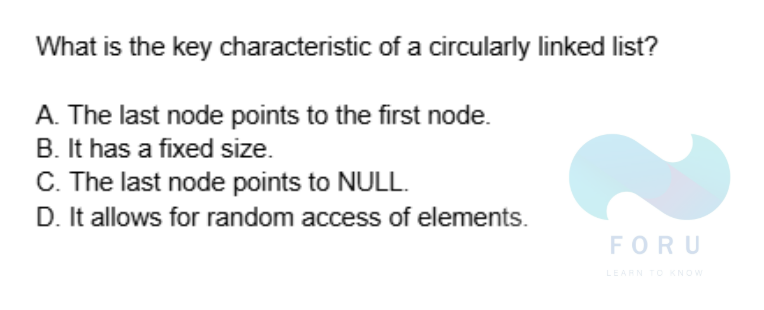 What is the key characteristic of a circularly linked list?
A. The last node points to the first node.
B. It has a fixed size.
C. The last node points to NULL.
D. It allows for random access of elements.
FORU
LEARN TO KNOW